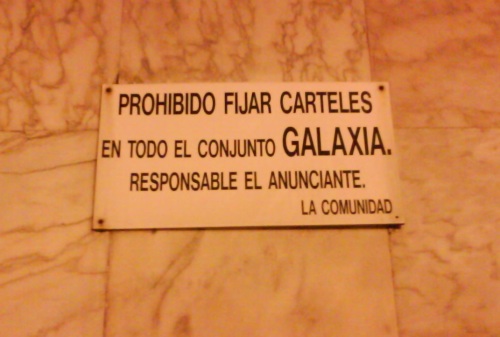 PROHIBIDO FIJAR CARTELES
EN TODO EL CONJUNTO GALAXIA.
RESPONSABLE EL ANUNCIANTE.
LA COMUNIDAD